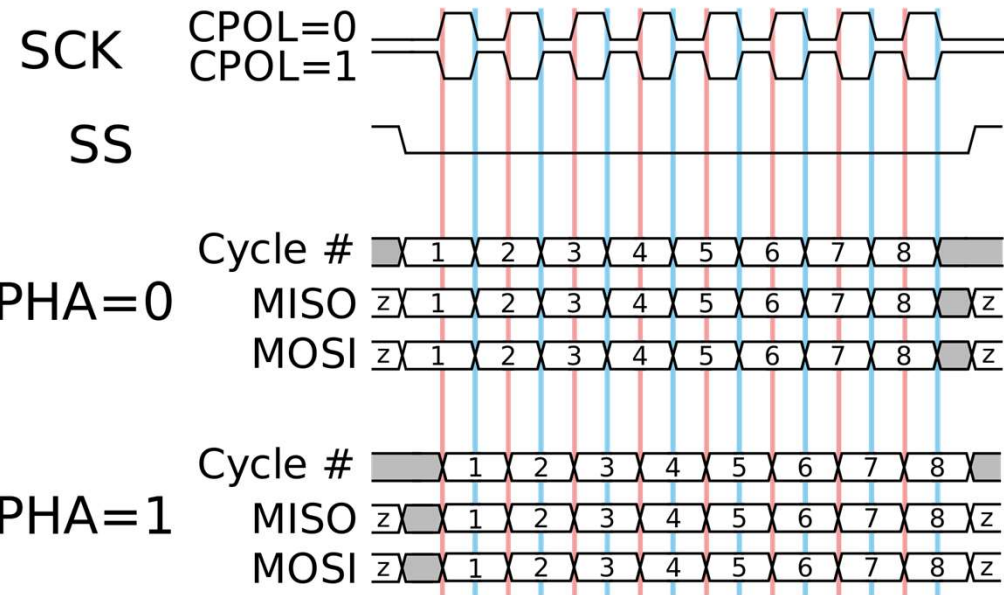 SCK CPOL=0
CPOL=1
SS
Cycle # 1 2 3 4 5 6 7 8
PHA=0 MISO z 1 2 3 4 5 6 7 8 z
MOSI z 1 2 3 4 5 6 7 8 z
Cycle # 1 2 3 4 5 6 7 8
PHA=1 MISO z 1 2 3 4 5 6 7 8 z
MOSI z 1 2 3 4 5 6 7 8 z